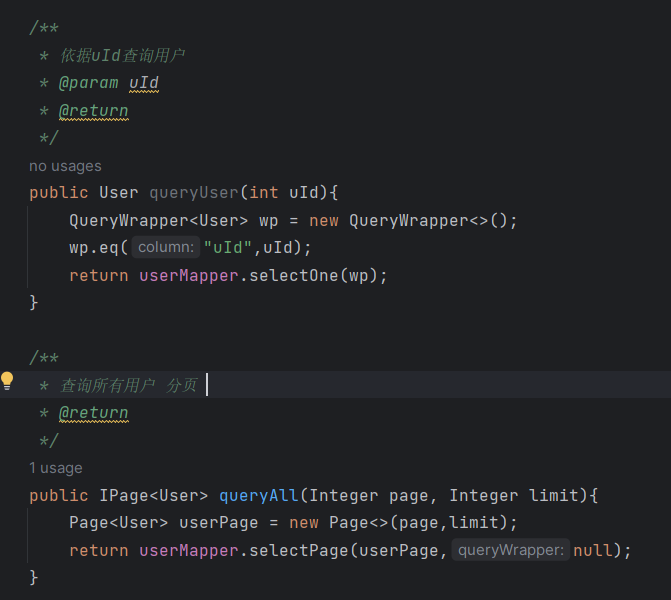 /**
* 依据uId查询用户
* @param uId
* @return
*/
no usages
public User queryUser(int uId){
QueryWrapper<User> wp = new QueryWrapper<>();
wp.eq( column: "uId",uId);
return userMapper.selectOne(wp);
}
/**
* 查询所有用户 分页
* @return
*/
1 usage
public IPage<User> queryAll(Integer page, Integer limit){
Page<User> userPage = new Page<>(page,limit);
return userMapper.selectPage(userPage, queryWrapper: null);
}